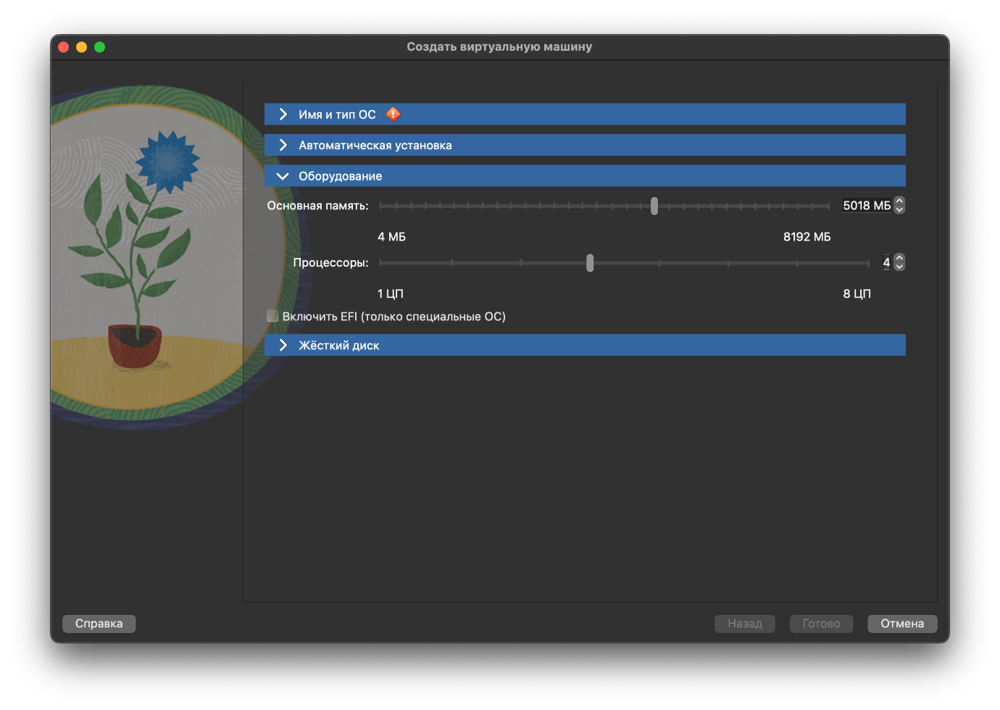 Создать виртуальную машину
Имя и тип ОС
Автоматическая установка
Оборудование
Основная память: 5018 МБ
4 МБ 8192 МБ
Процессоры: 4
1 ЦП 8 ЦП
Включить EFI (только специальные ОС)
Жёсткий диск
Справка Назад Готово Отмена